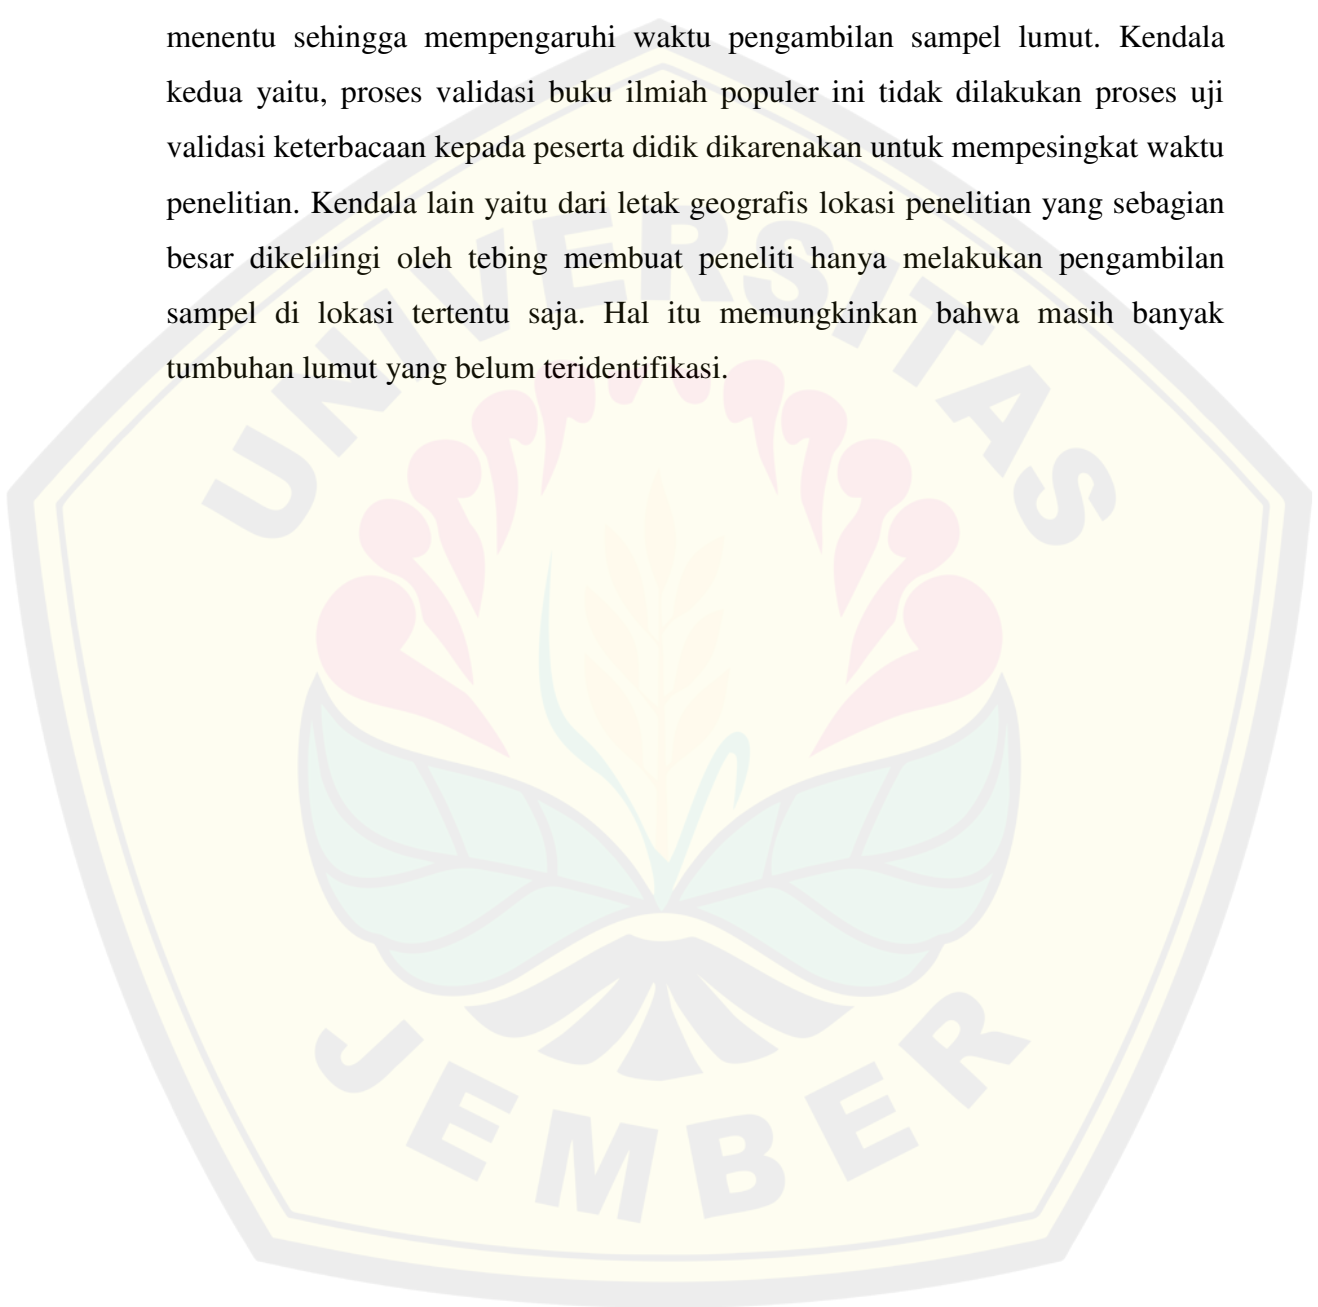 menentu sehingga mempengaruhi waktu pengambilan sampel lumut. Kendala
kedua yaitu, proses validasi buku ilmiah populer ini tidak dilakukan proses uji
validasi keterbacaan kepada peserta didik dikarenakan untuk mempesingkat waktu
penelitian. Kendala lain yaitu dari letak geografis lokasi penelitian yang sebagian
besar dikelilingi oleh tebing membuat peneliti hanya melakukan pengambilan
sampel di lokasi tertentu saja. Hal itu memungkinkan bahwa masih banyak
tumbuhan lumut yang belum teridentifikasi.
UNIVERSITAS
JEMBER